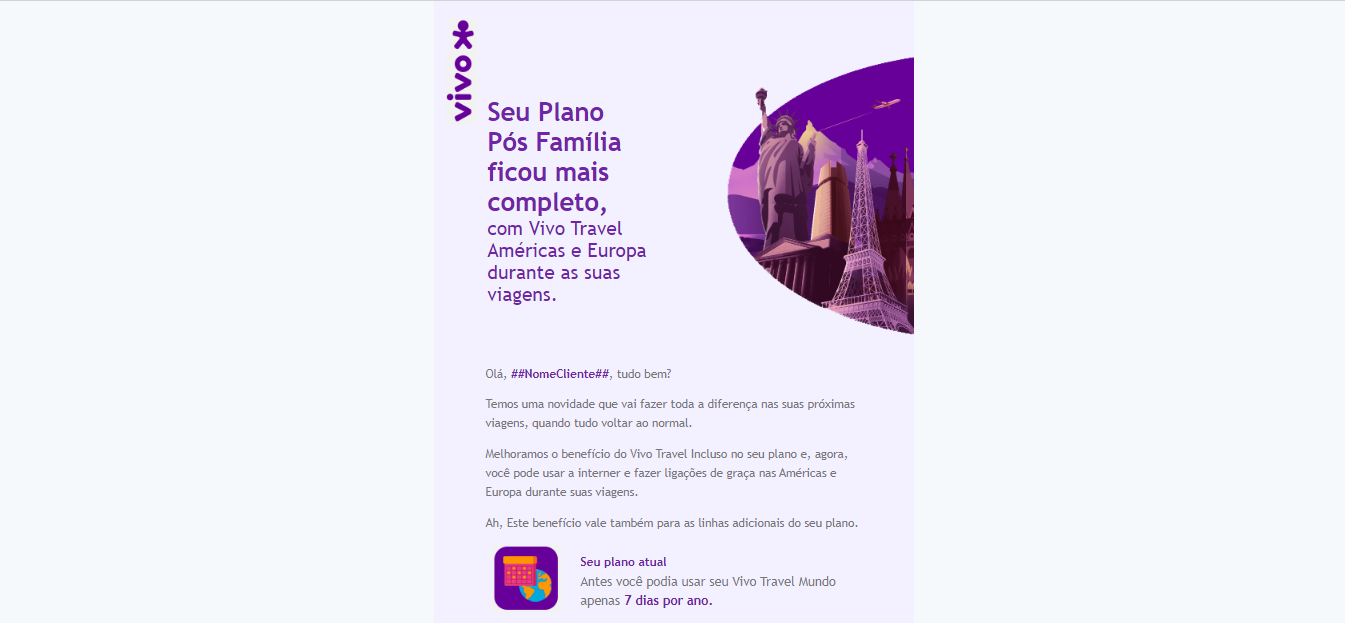 vivo
Seu Plano
Pós Família
ficou mais
completo,
com Vivo Travel
Américas e Europa
durante as suas
viagens.
Olá, ##NomeCliente##, tudo bem?
Temos uma novidade que vai fazer toda a diferença nas suas próximas
viagens, quando tudo voltar ao normal.
Melhoramos o benefício do Vivo Travel Incluso no seu plano e, agora,
você pode usar a interner e fazer ligações de graça nas Américas e
Europa durante suas viagens.
Ah, Este benefício vale também para as linhas adicionais do seu plano.
Seu plano atual
Antes você podia usar seu Vivo Travel Mundo
apenas 7 dias por ano.